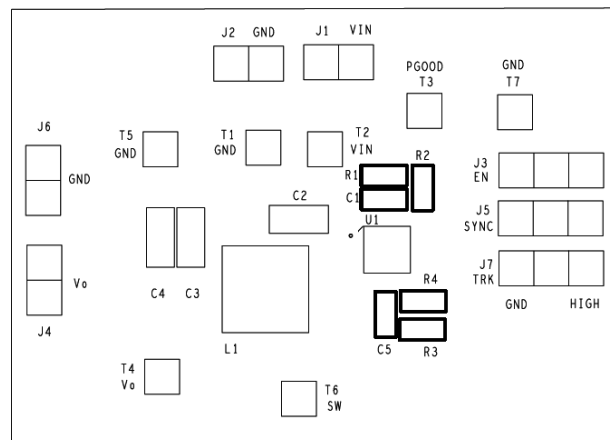 J2 GND
J1 VIN
PGOOD
T3
GND
T7
J6
GND
T5
GND
T1
GND
T2
VIN
R1
R2
C1
J3
EN
C2
U1
J5
SYNC
J7
TRK
GND
HIGH
Vo
J4
C4
C3
L1
R4
C5
R3
T4
Vo
T6
SW